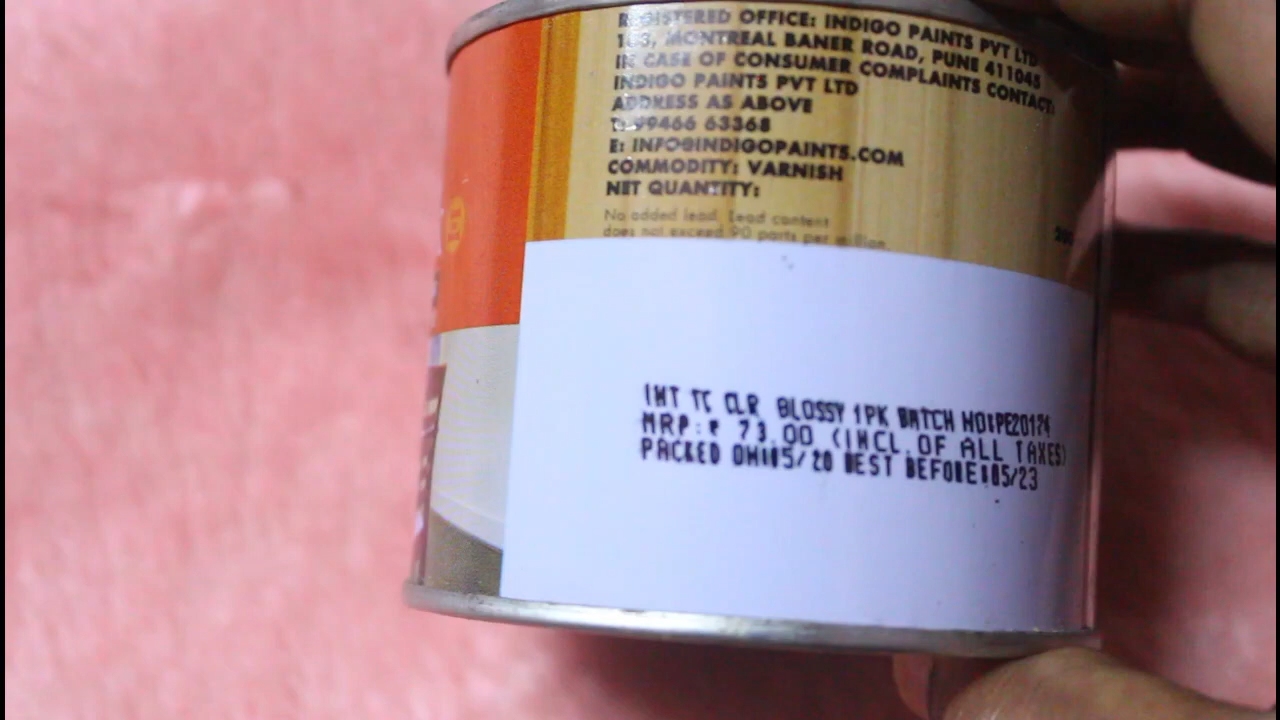 REGISTERED OFFICE: INDIGO PAINTS PVT LTD
MONTREAL BANER ROAD, PUNE 411045
IN CASE OF CONSUMER COMPLAINTS CONTACT:
INDIGO PAINTS PVT LTD
ADDRESS AS ABOVE
T: 99466 63368
E: INFO@INDIGOPAINTS.COM
COMMODITY: VARNISH
NET QUANTITY:
No added lead. Lead content
does not exceed 90 parts per million
INT TC CLR GLOSSY 1PK BATCH NO:PE20174
MRP:₹ 73.00 (INCL.OF ALL TAXES)
PACKED ON:05/20 BEST BEFORE:05/23